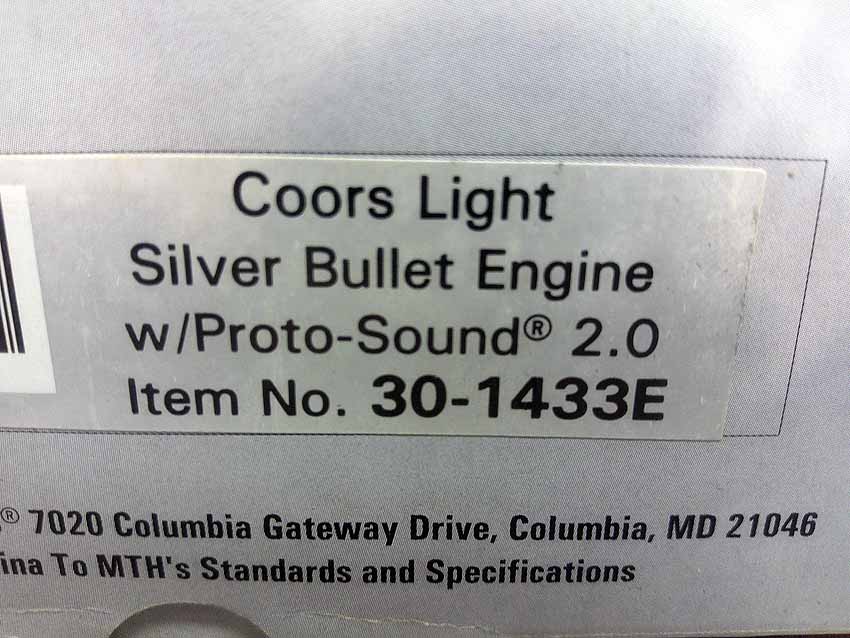 Coors Light
Silver Bullet Engine
w/Proto-Sound® 2.0
Item No. 30-1433E
® 7020 Columbia Gateway Drive, Columbia, MD 21046
ina To MTH's Standards and Specifications